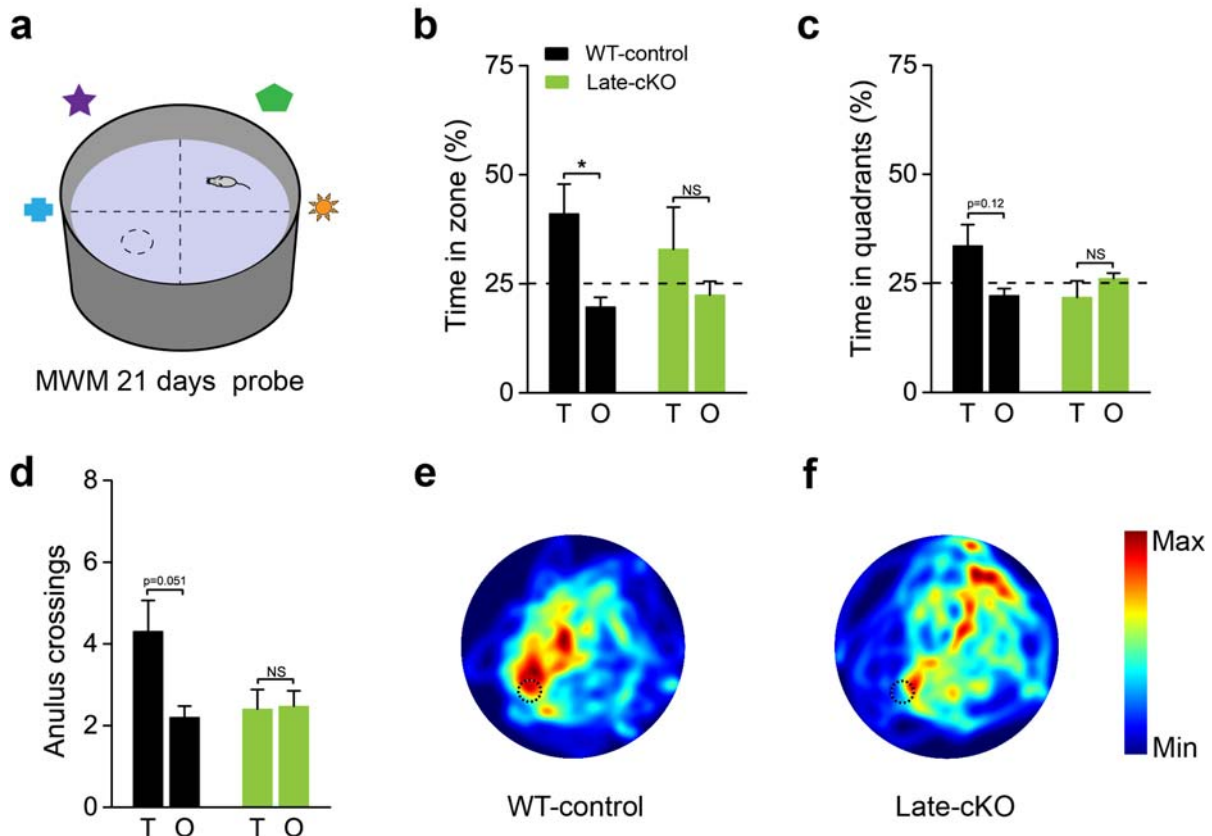 a
MWM 21 days probe
b
WT-control
Late-cKO
Time in zone (%)
75
50
25
0
*
NS
T O T O
c
Time in quadrants (%)
75
50
25
0
p=0.12
NS
T O T O
d
Anulus crossings
8
6
4
2
0
p=0.051
NS
T O T O
e
WT-control
f
Late-cKO
Max
Min